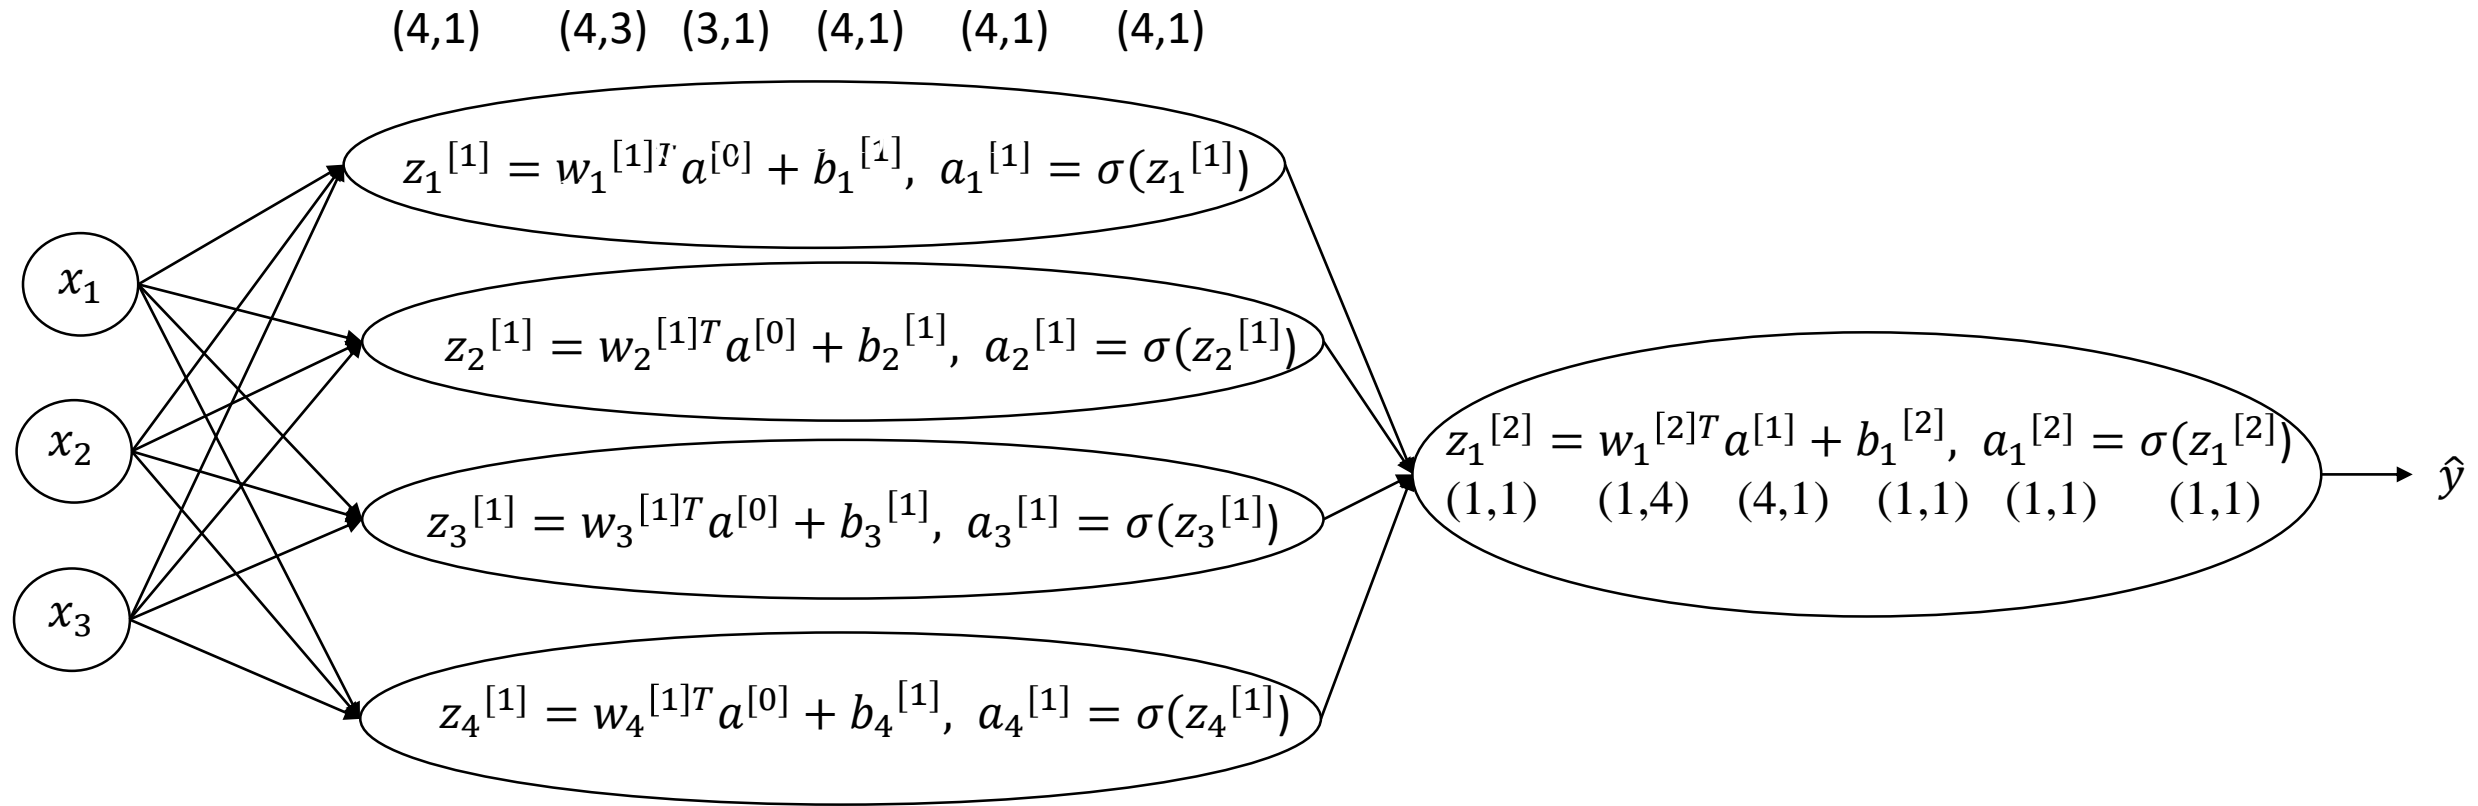 (4,1) (4,3) (3,1) (4,1) (4,1) (4,1)
z₁^[1] = w₁^[1]T a^[0] + b₁^[1], a₁^[1] = σ(z₁^[1])
x₁
z₂^[1] = w₂^[1]T a^[0] + b₂^[1], a₂^[1] = σ(z₂^[1])
x₂
z₁^[2] = w₁^[2]T a^[1] + b₁^[2], a₁^[2] = σ(z₁^[2])
(1,1) (1,4) (4,1) (1,1) (1,1) (1,1)
ŷ
z₃^[1] = w₃^[1]T a^[0] + b₃^[1], a₃^[1] = σ(z₃^[1])
x₃
z₄^[1] = w₄^[1]T a^[0] + b₄^[1], a₄^[1] = σ(z₄^[1])